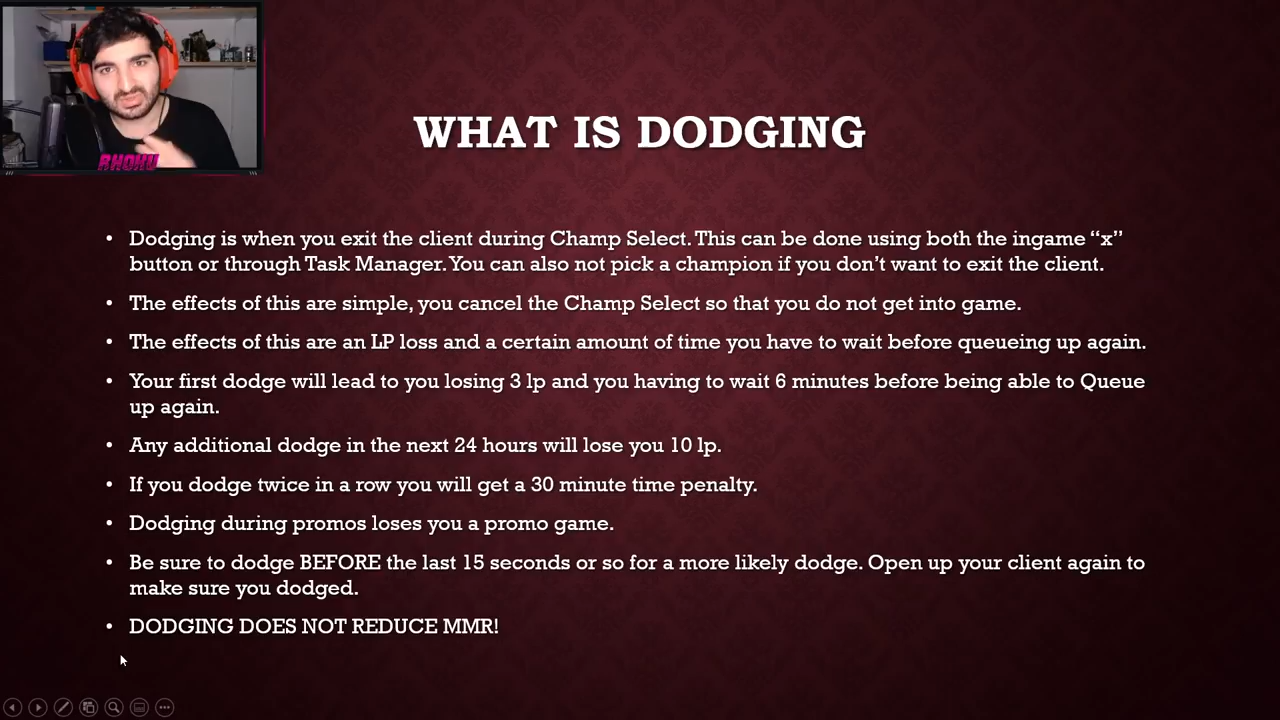 WHAT IS DODGING
RHOKU
• Dodging is when you exit the client during Champ Select. This can be done using both the ingame “x”
button or through Task Manager. You can also not pick a champion if you don’t want to exit the client.
• The effects of this are simple, you cancel the Champ Select so that you do not get into game.
• The effects of this are an LP loss and a certain amount of time you have to wait before queueing up again.
• Your first dodge will lead to you losing 3 lp and you having to wait 6 minutes before being able to Queue
up again.
• Any additional dodge in the next 24 hours will lose you 10 lp.
• If you dodge twice in a row you will get a 30 minute time penalty.
• Dodging during promos loses you a promo game.
• Be sure to dodge BEFORE the last 15 seconds or so for a more likely dodge. Open up your client again to
make sure you dodged.
• DODGING DOES NOT REDUCE MMR!